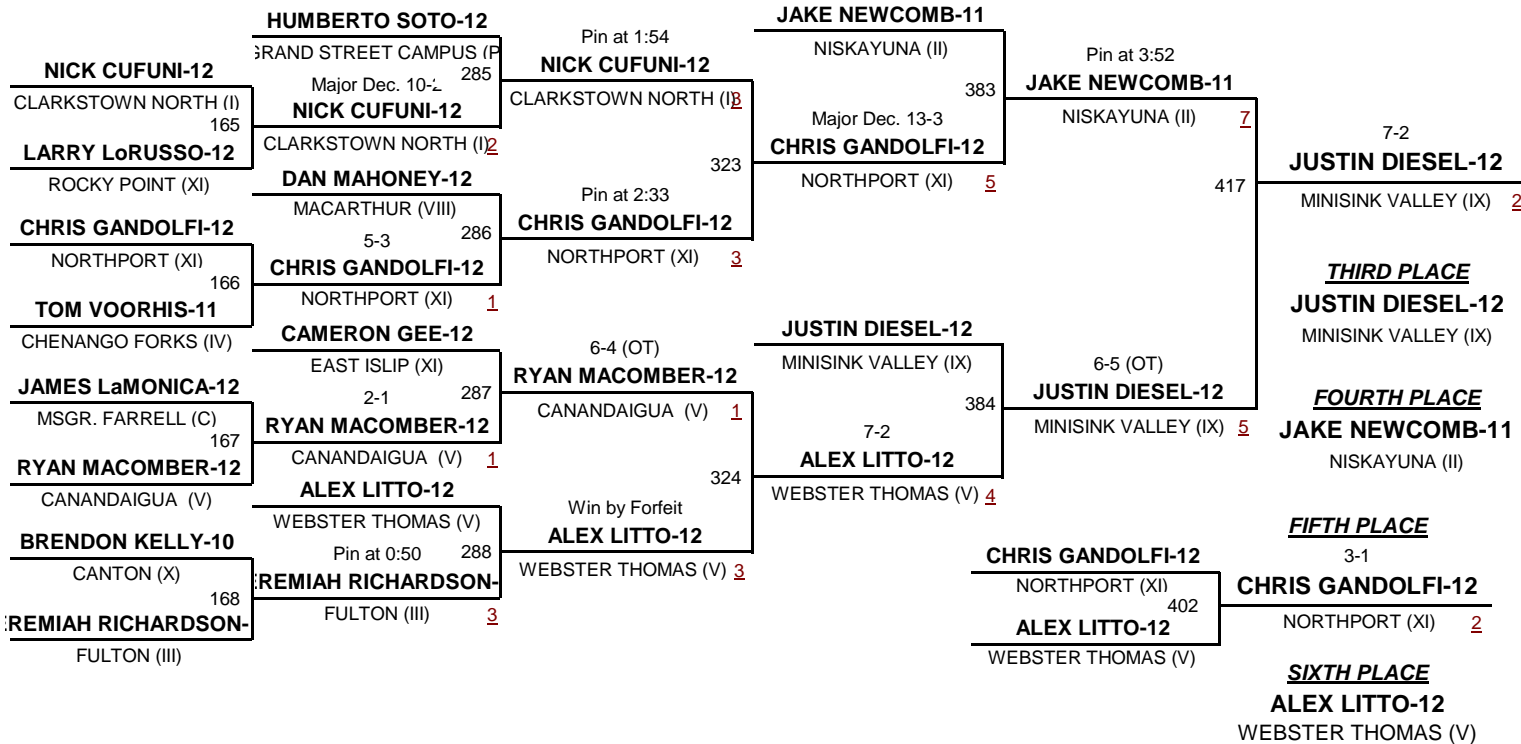 NICK CUFUNI-12
CLARKSTOWN NORTH (I)
165
LARRY LoRUSSO-12
ROCKY POINT (XI)
CHRIS GANDOLFI-12
NORTHPORT (XI)
166
TOM VOORHIS-11
CHENANGO FORKS (IV)
JAMES LaMONICA-12
MSGR. FARRELL (C)
167
RYAN MACOMBER-12
CANANDAIGUA (V)
BRENDON KELLY-10
CANTON (X)
168
EREMIAH RICHARDSON-
FULTON (III)
HUMBERTO SOTO-12
GRAND STREET CAMPUS (P
285
Major Dec. 10-
NICK CUFUNI-12
CLARKSTOWN NORTH (I) 2
DAN MAHONEY-12
MACARTHUR (VIII)
286
5-3
CHRIS GANDOLFI-12
NORTHPORT (XI) 1
CAMERON GEE-12
EAST ISLIP (XI)
287
2-1
RYAN MACOMBER-12
CANANDAIGUA (V) 1
ALEX LITTO-12
WEBSTER THOMAS (V)
288
Pin at 0:50
EREMIAH RICHARDSON-
FULTON (III) 3
Pin at 1:54
NICK CUFUNI-12
CLARKSTOWN NORTH (I) 3
323
Pin at 2:33
CHRIS GANDOLFI-12
NORTHPORT (XI) 3
6-4 (OT)
RYAN MACOMBER-12
CANANDAIGUA (V) 1
324
Win by Forfeit
ALEX LITTO-12
WEBSTER THOMAS (V) 3
JAKE NEWCOMB-11
NISKAYUNA (II)
383
Major Dec. 13-3
CHRIS GANDOLFI-12
NORTHPORT (XI) 5
JUSTIN DIESEL-12
MINISINK VALLEY (IX)
384
7-2
ALEX LITTO-12
WEBSTER THOMAS (V) 4
Pin at 3:52
JAKE NEWCOMB-11
NISKAYUNA (II) 7
417
6-5 (OT)
JUSTIN DIESEL-12
MINISINK VALLEY (IX) 5
7-2
JUSTIN DIESEL-12
MINISINK VALLEY (IX) 2
THIRD PLACE
JUSTIN DIESEL-12
MINISINK VALLEY (IX)
FOURTH PLACE
JAKE NEWCOMB-11
NISKAYUNA (II)
CHRIS GANDOLFI-12
NORTHPORT (XI)
402
ALEX LITTO-12
WEBSTER THOMAS (V)
FIFTH PLACE
3-1
CHRIS GANDOLFI-12
NORTHPORT (XI) 2
SIXTH PLACE
ALEX LITTO-12
WEBSTER THOMAS (V)